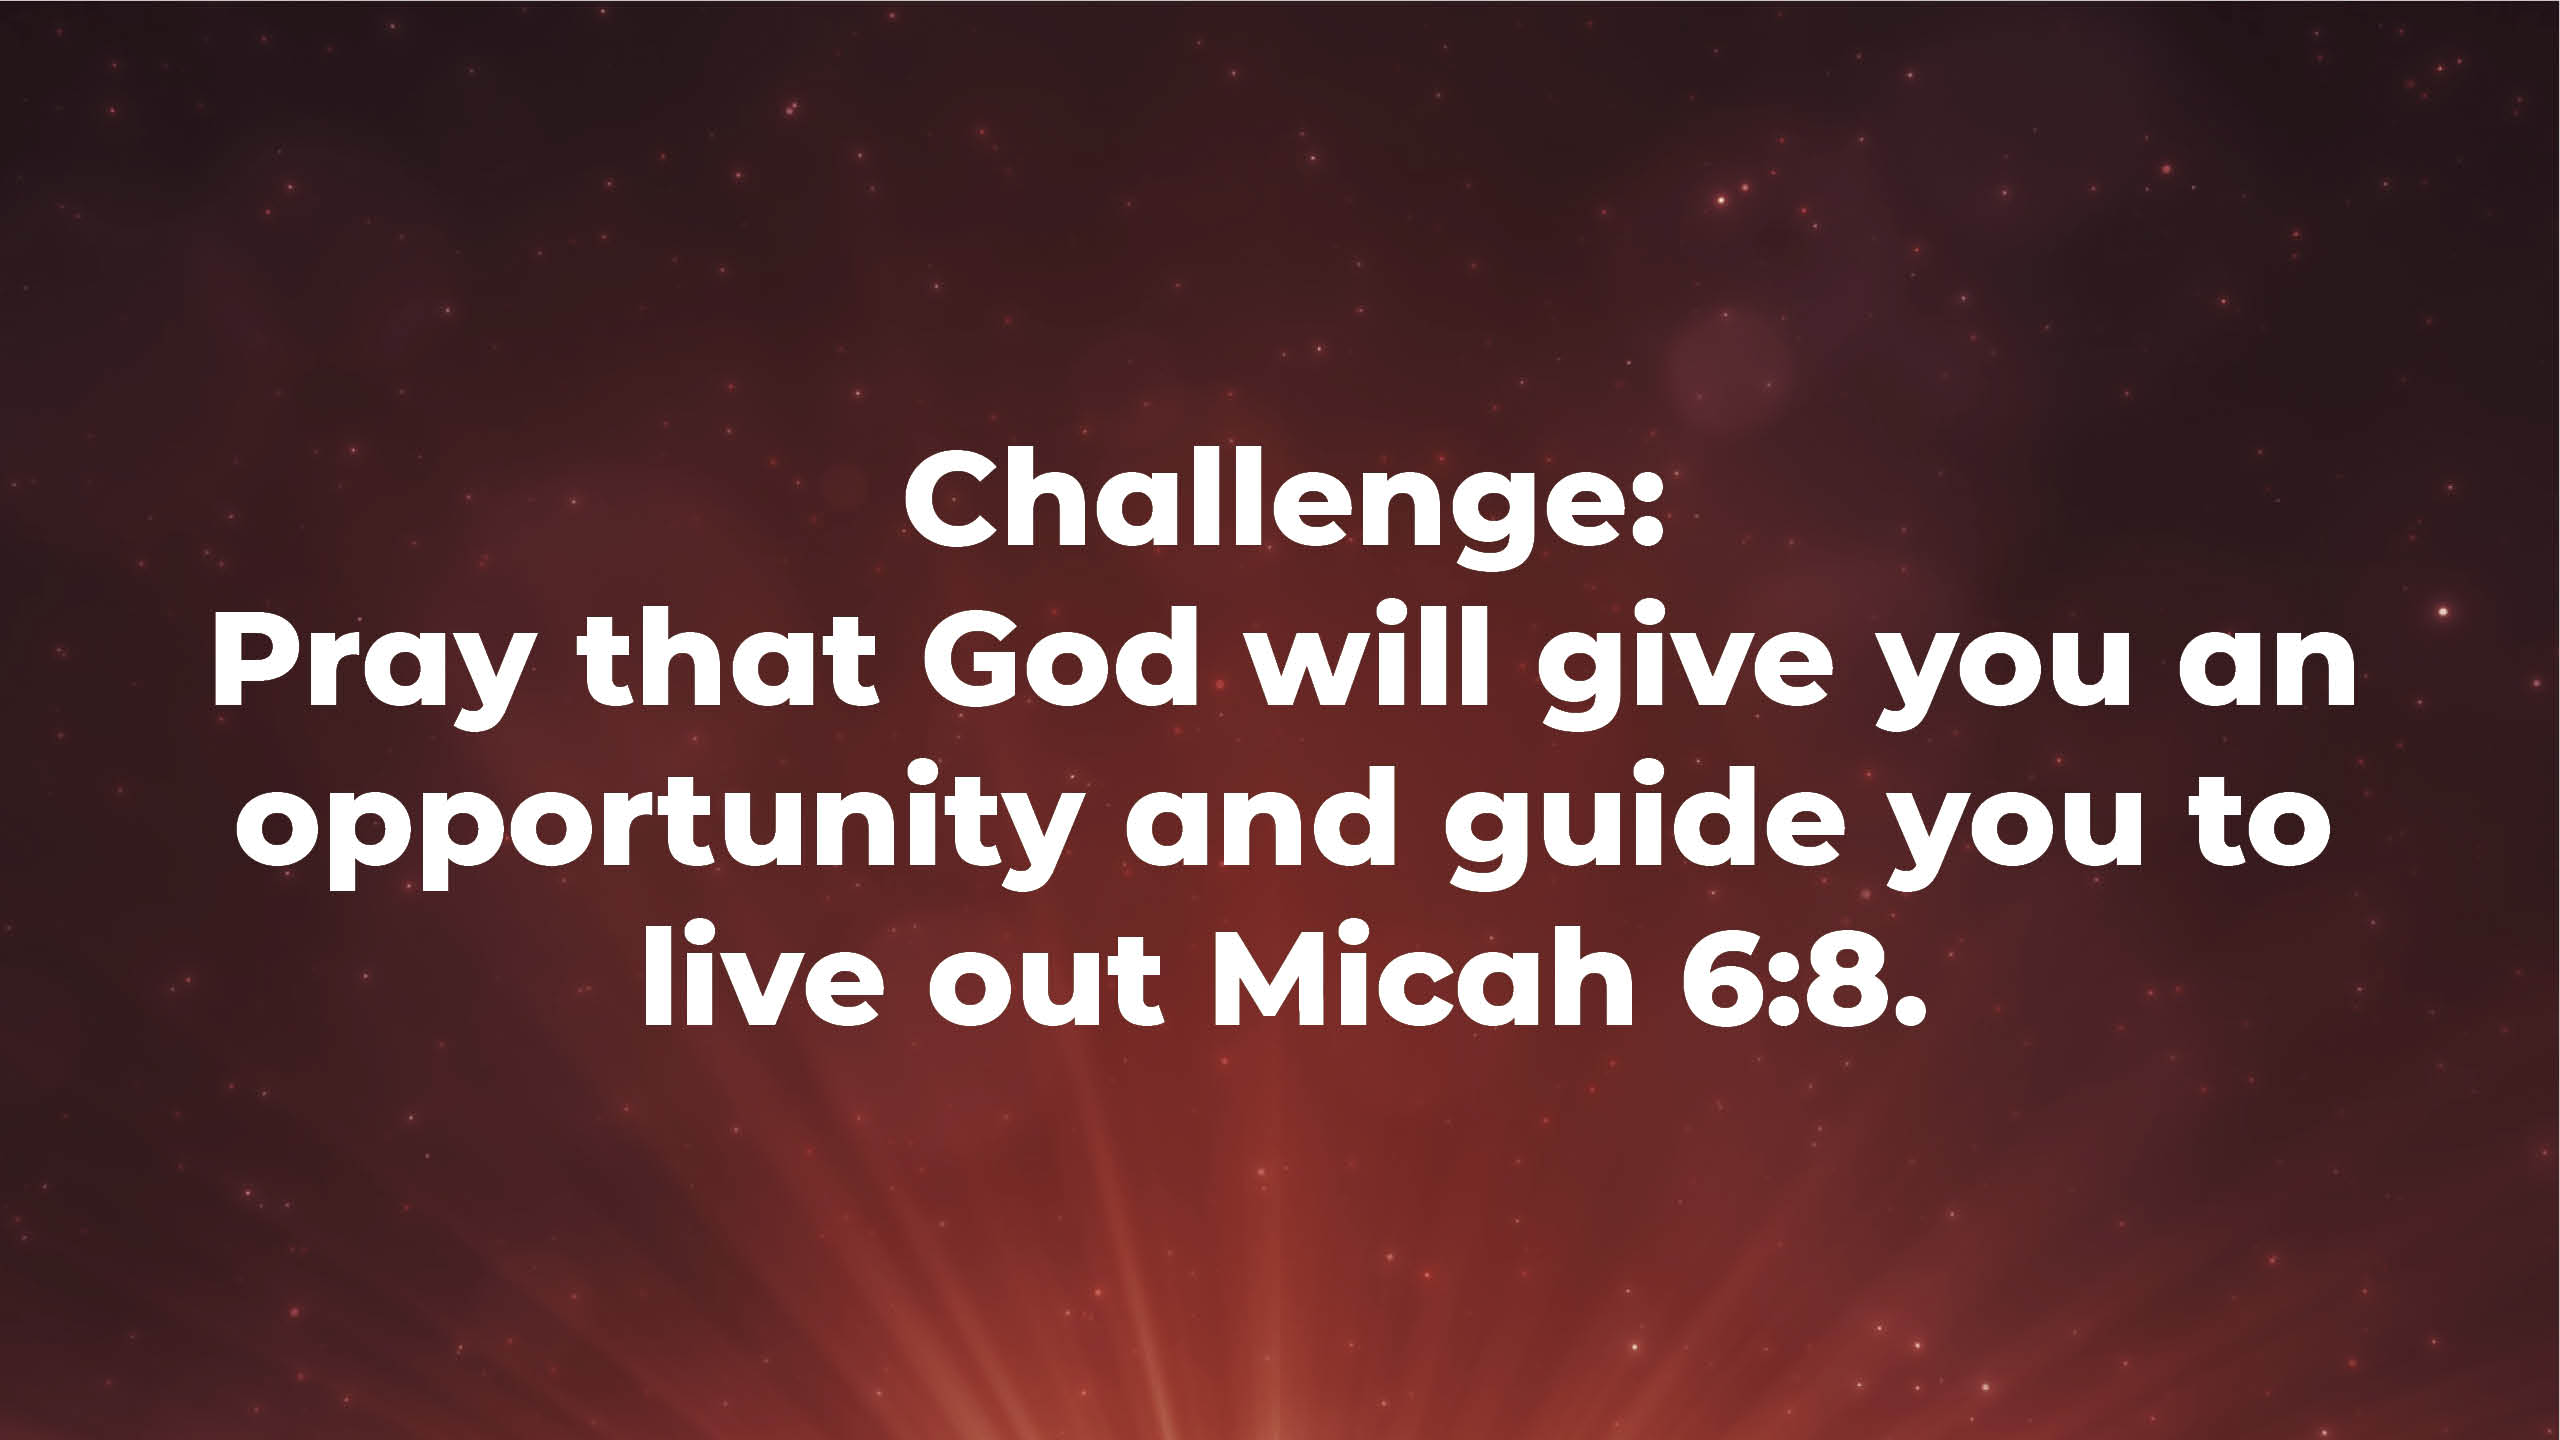 Challenge:
Pray that God will give you an
opportunity and guide you to
live out Micah 6:8.